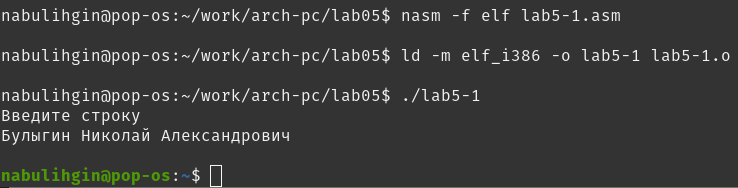 nabulihgin@pop-os:~/work/arch-pc/lab05$ nasm -f elf lab5-1.asm
nabulihgin@pop-os:~/work/arch-pc/lab05$ ld -m elf_i386 -o lab5-1 lab5-1.o
nabulihgin@pop-os:~/work/arch-pc/lab05$ ./lab5-1
Введите строку
Булыгин Николай Александрович
nabulihgin@pop-os:~$